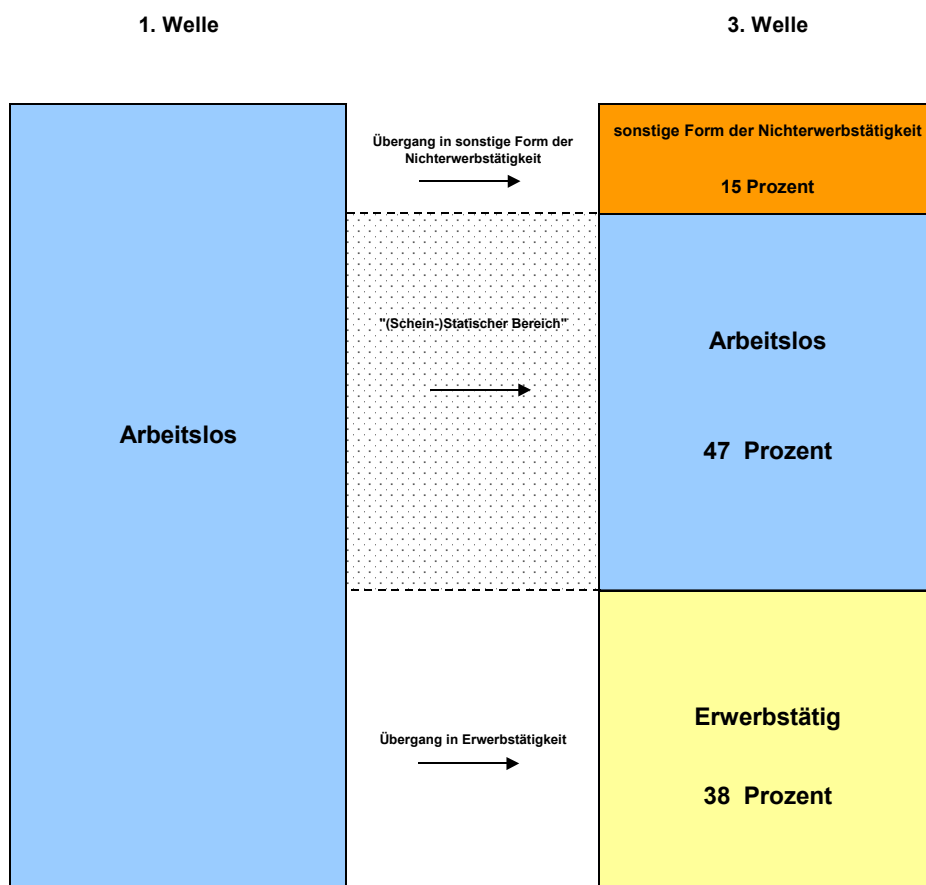 1. Welle
3. Welle
Übergang in sonstige Form der
Nichterwerbstätigkeit
sonstige Form der Nichterwerbstätigkeit
15 Prozent
"(Schein-)Statischer Bereich"
Arbeitslos
Arbeitslos
47 Prozent
Übergang in Erwerbstätigkeit
Erwerbstätig
38 Prozent